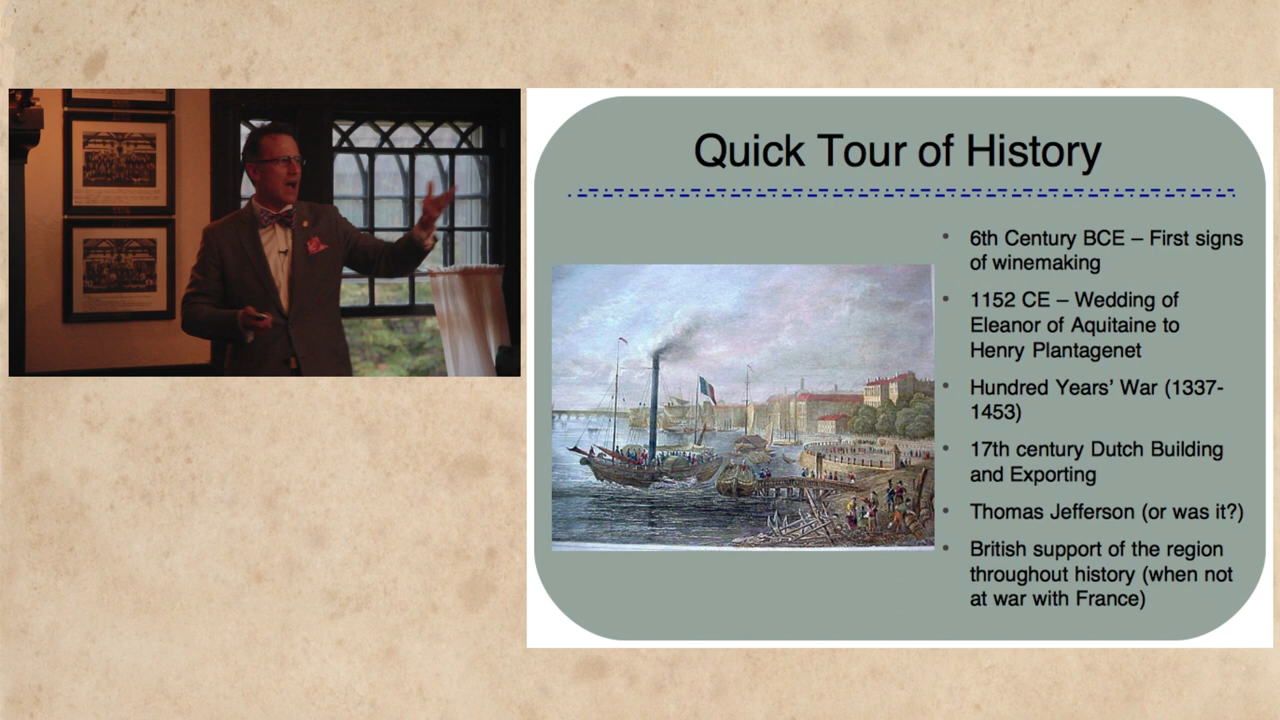 Quick Tour of History
• 6th Century BCE – First signs
of winemaking
• 1152 CE – Wedding of
Eleanor of Aquitaine to
Henry Plantagenet
• Hundred Years’ War (1337-
1453)
• 17th century Dutch Building
and Exporting
• Thomas Jefferson (or was it?)
• British support of the region
throughout history (when not
at war with France)